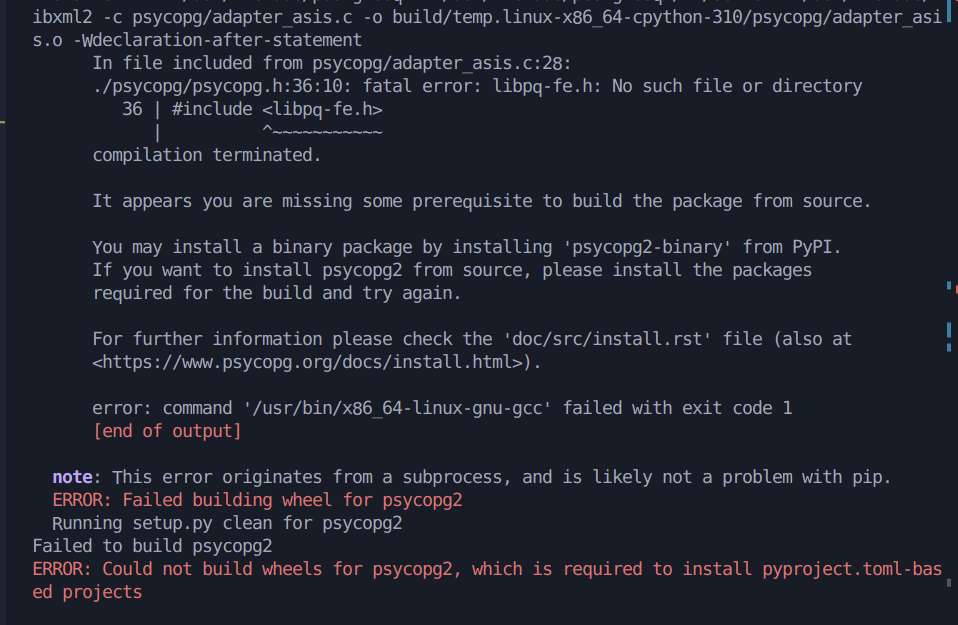 ibxml2 -c psycopg/adapter_asis.c -o build/temp.linux-x86_64-cpython-310/psycopg/adapter_asi
s.o -Wdeclaration-after-statement
In file included from psycopg/adapter_asis.c:28:
./psycopg/psycopg.h:36:10: fatal error: libpq-fe.h: No such file or directory
36 | #include <libpq-fe.h>
| ^~~~~~~~~~~~
compilation terminated.
It appears you are missing some prerequisite to build the package from source.
You may install a binary package by installing 'psycopg2-binary' from PyPI.
If you want to install psycopg2 from source, please install the packages
required for the build and try again.
For further information please check the 'doc/src/install.rst' file (also at
<https://www.psycopg.org/docs/install.html>).
error: command '/usr/bin/x86_64-linux-gnu-gcc' failed with exit code 1
[end of output]
note: This error originates from a subprocess, and is likely not a problem with pip.
ERROR: Failed building wheel for psycopg2
Running setup.py clean for psycopg2
Failed to build psycopg2
ERROR: Could not build wheels for psycopg2, which is required to install pyproject.toml-bas
ed projects